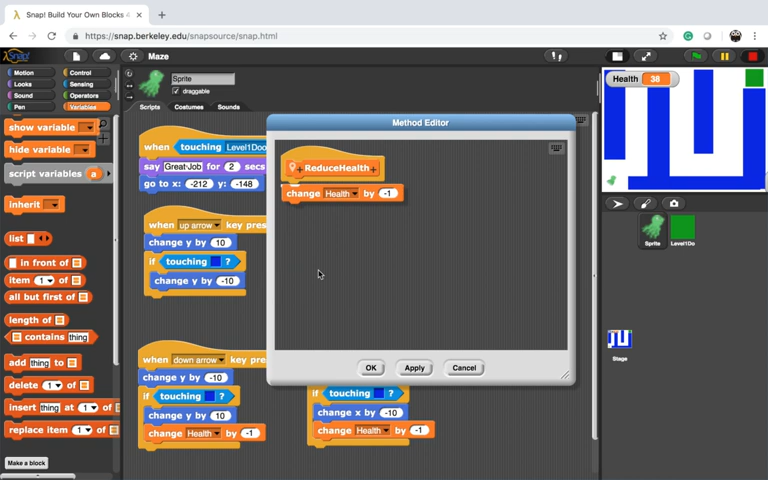 Snap! Build Your Own Blocks 4
https://snapsource/snap.html
Snap!
Maze
Motion
Control
Looks
Sensing
Sound
Operators
Pen
Variables
Sprite
draggable
Scripts Costumes Sounds
show variable
hide variable
script variables a
inherit
list
in front of
item 1 of
all but first of
length of
contains thing
add thing to
delete 1 of
insert thing at 1 of
replace item 1 of
Make a block
when touching Level1Doo
say Great Job for 2 secs
go to x: -212 y: -148
when up arrow key pres
change y by 10
if touching ?
change y by -10
when down arrow key pres
change y by -10
if touching ?
change y by 10
change Health by -1
if touching ?
change x by -10
change Health by -1
Method Editor
+ ReduceHealth +
change Health by -1
OK Apply Cancel
Health 38
Sprite
Level1Do
Stage